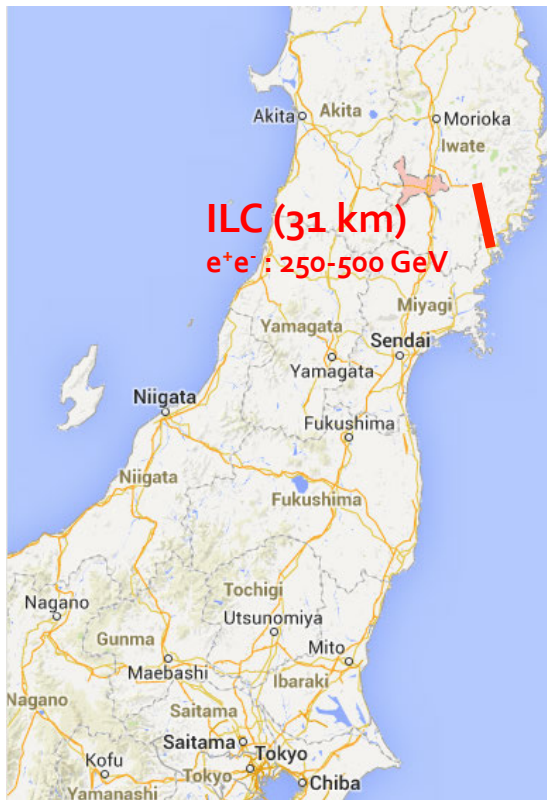 Akita
Akita
Morioka
Iwate
ILC (31 km)
e⁺e⁻ : 250-500 GeV
Miyagi
Yamagata
Sendai
Yamagata
Niigata
Fukushima
Niigata
Fukushima
Tochigi
Nagano
Utsunomiya
Gunma
Mito
Maebashi
Ibaraki
Nagano
Saitama
Saitama
Tokyo
Kofu
Tokyo
Yamanashi
Chiba